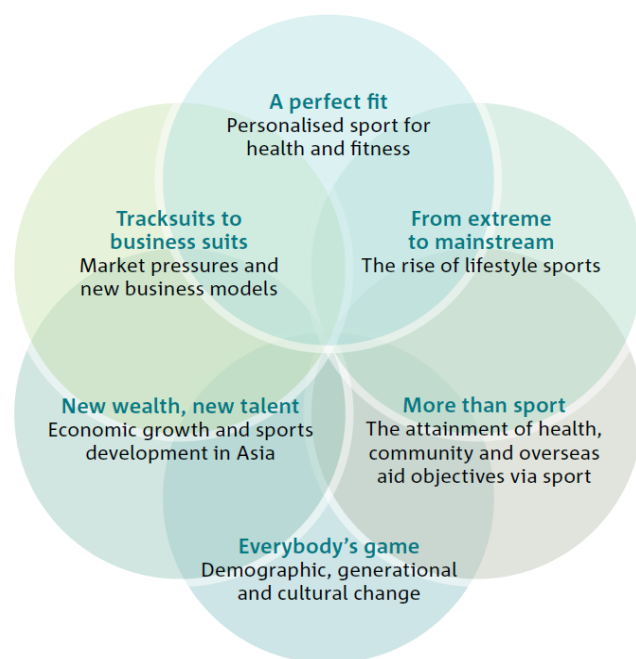 A perfect fit
Personalised sport for
health and fitness
Tracksuits to
business suits
Market pressures and
new business models
From extreme
to mainstream
The rise of lifestyle sports
New wealth, new talent
Economic growth and sports
development in Asia
More than sport
The attainment of health,
community and overseas
aid objectives via sport
Everybody’s game
Demographic, generational
and cultural change